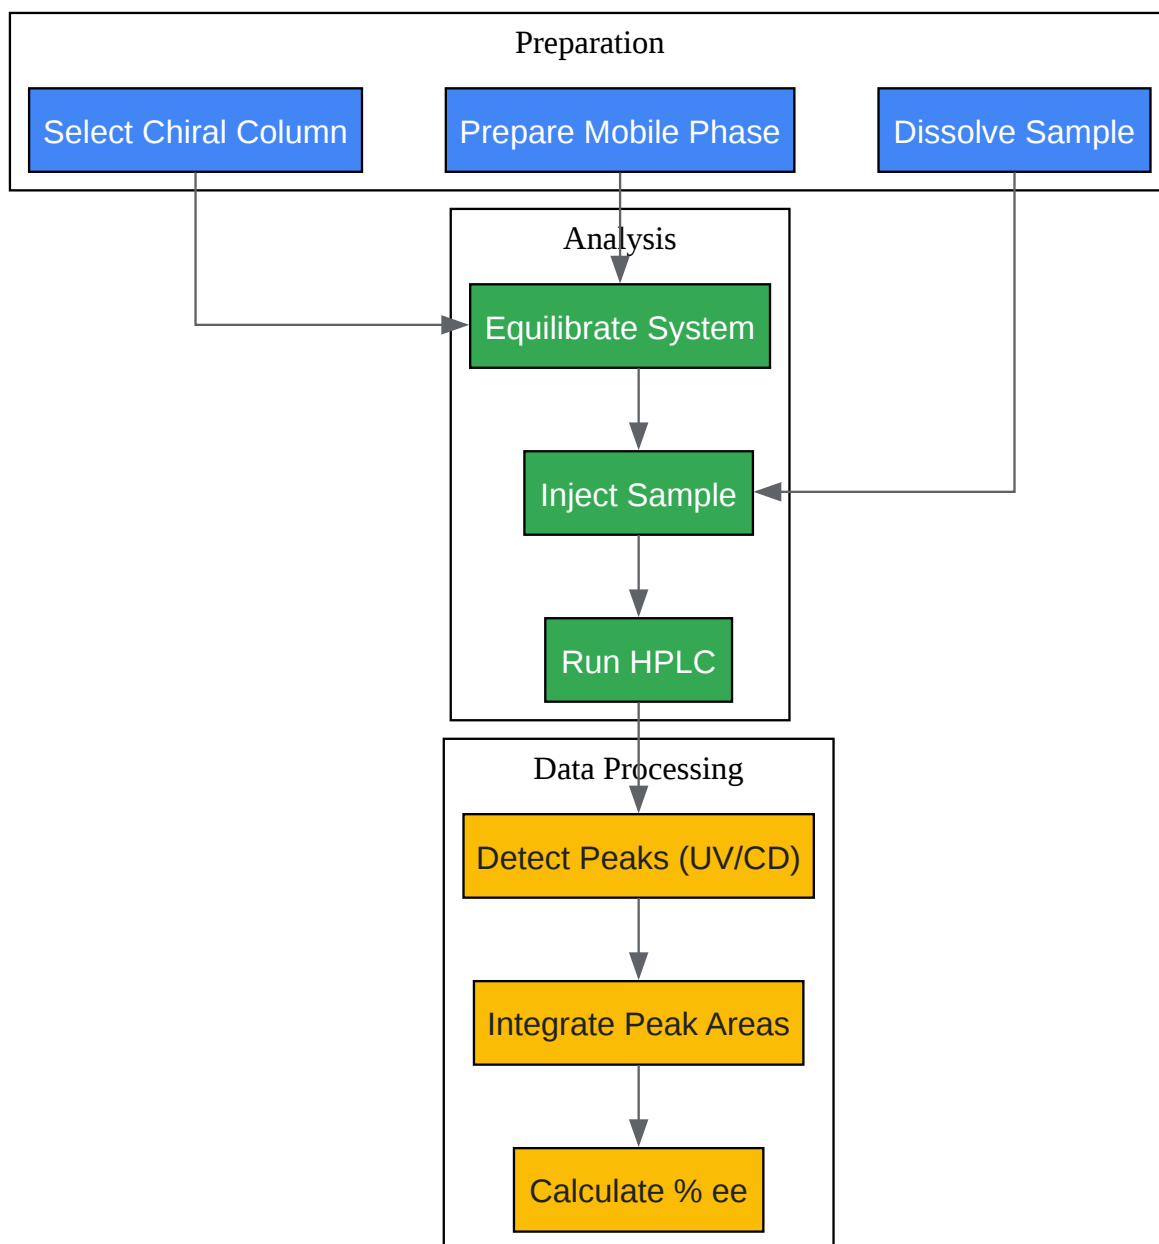 Preparation
Select Chiral Column
Prepare Mobile Phase
Dissolve Sample
Analysis
Equilibrate System
Inject Sample
Run HPLC
Data Processing
Detect Peaks (UV/CD)
Integrate Peak Areas
Calculate % ee